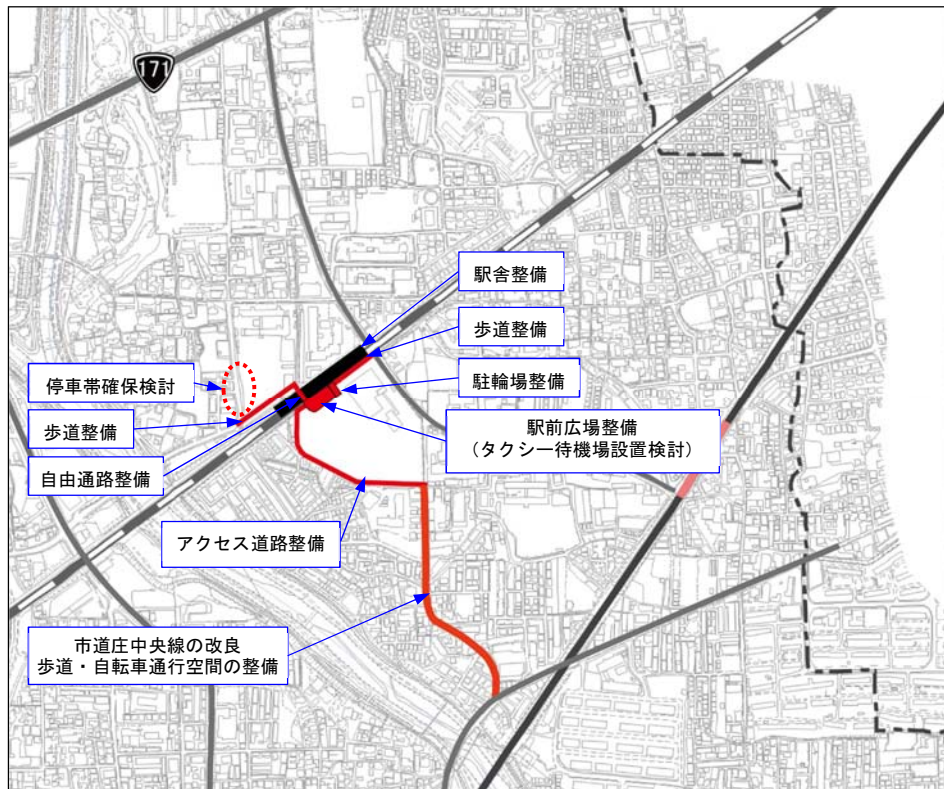 171
駅舎整備
歩道整備
停車帯確保検討
駐輪場整備
歩道整備
駅前広場整備
（タクシー待機場設置検討）
自由通路整備
アクセス道路整備
市道庄中央線の改良
歩道・自転車通行空間の整備